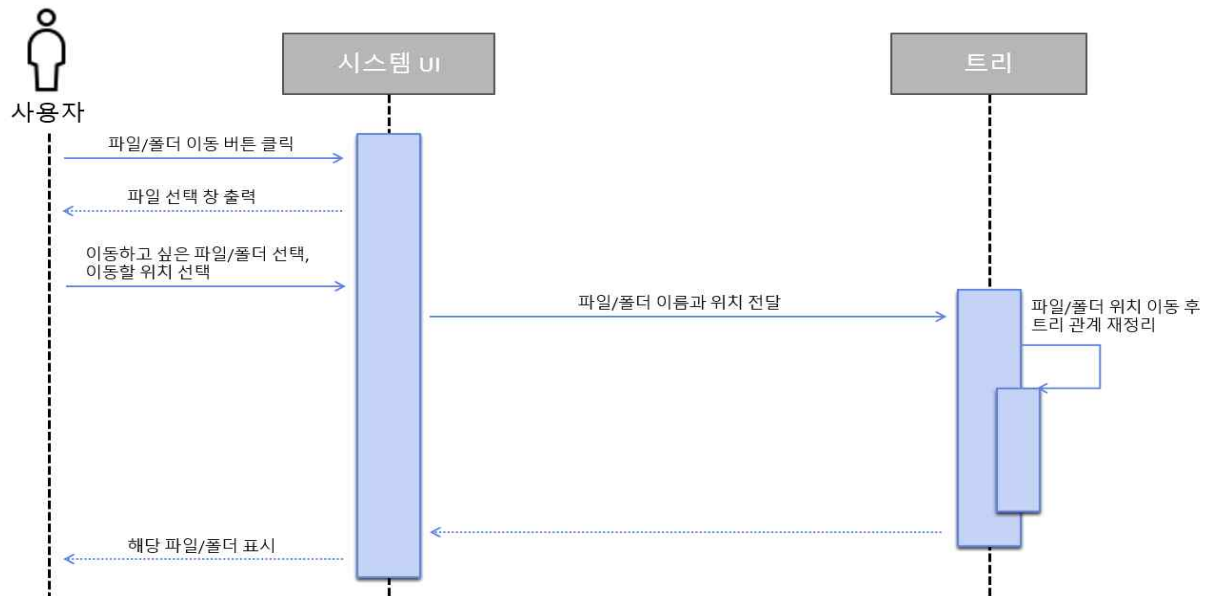 사용자
시스템 UI
트리
파일/폴더 이동 버튼 클릭
파일 선택 창 출력
이동하고 싶은 파일/폴더 선택,
이동할 위치 선택
파일/폴더 이름과 위치 전달
파일/폴더 위치 이동 후
트리 관계 재정리
해당 파일/폴더 표시